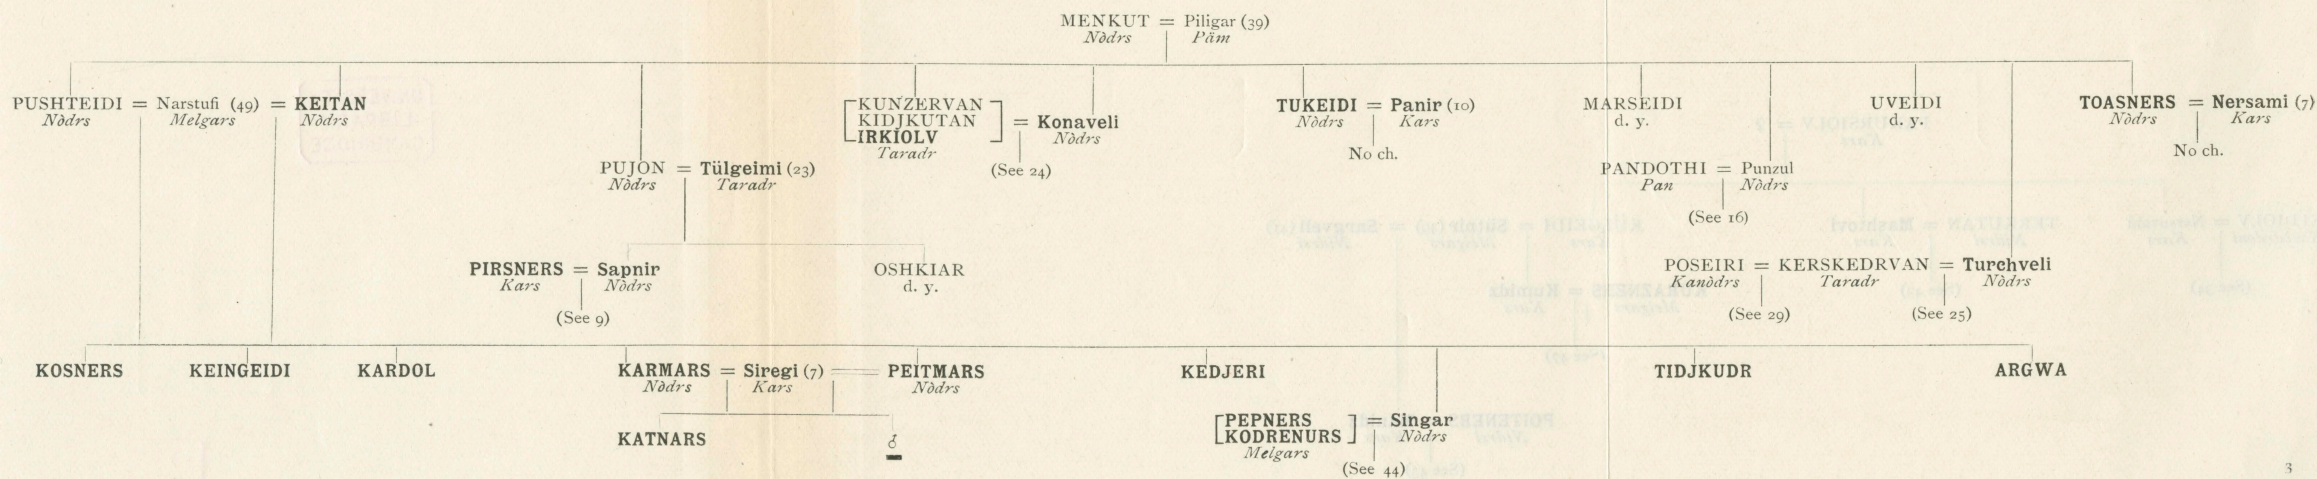 MENKUT = Piligar (39)
Nòdrs Päm
PUSHTEIDI = Narstufi (49) = KEITAN
Nòdrs Melgars Nòdrs
KUNZERVAN
KIDJKUTAN
IRKIOLV
Taradr
= Konaveli
Nòdrs
(See 24)
TUKEIDI = Panir (10)
Nòdrs Kars
No ch.
MARSEIDI
d. y.
UVEIDI
d. y.
TOASNERS = Nersami (7)
Nòdrs Kars
No ch.
PUJON = Tülgeimi (23)
Nòdrs Taradr
PANDOTHI = Punzul
Pan Nòdrs
(See 16)
PIRSNERS = Sapnir
Kars Nòdrs
(See 9)
OSHKIAR
d. y.
POSEIRI = KERSKEDRVAN = Turchveli
Kanòdrs Taradr Nòdrs
(See 29) (See 25)
KOSNERS KEINGEIDI KARDOL KARMARS = Siregi (7) = PEITMARS KEDJERI TIDJKUDR ARGWA
Nòdrs Kars Nòdrs
KATNARS ♂
[PEPNERS
KODRENURS] = Singar
Melgars Nòdrs
(See 44)
3